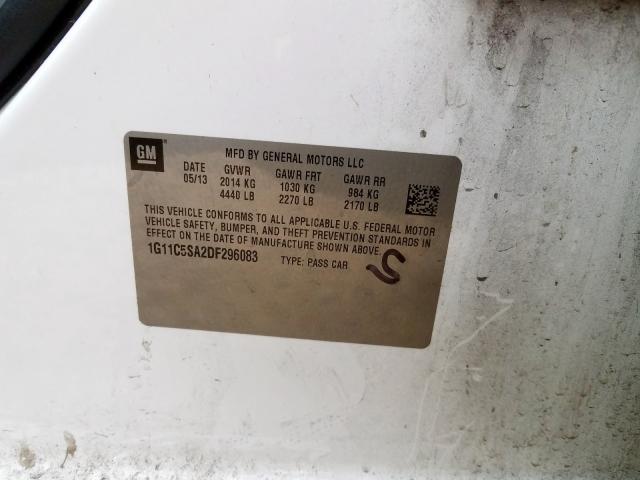 GM
MFD BY GENERAL MOTORS LLC
DATE GVWR GAWR FRT GAWR RR
05/13 2014 KG 1030 KG 984 KG
4440 LB 2270 LB 2170 LB
THIS VEHICLE CONFORMS TO ALL APPLICABLE U.S. FEDERAL MOTOR
VEHICLE SAFETY, BUMPER, AND THEFT PREVENTION STANDARDS IN
EFFECT ON THE DATE OF MANUFACTURE SHOWN ABOVE.
1G11C5SA2DF296083 TYPE: PASS CAR